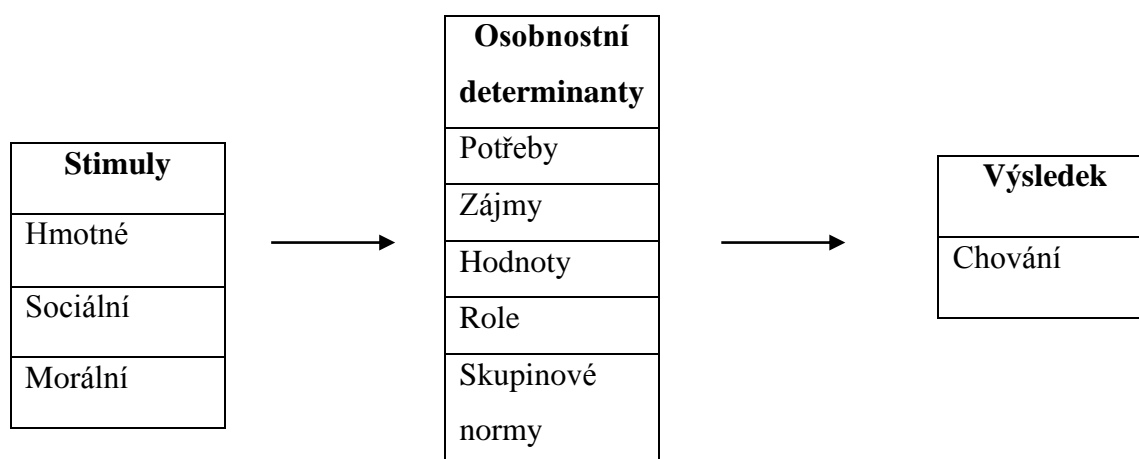 Stimuly
Hmotné
Sociální
Morální
Osobnostní
determinanty
Potřeby
Zájmy
Hodnoty
Role
Skupinové
normy
Výsledek
Chování